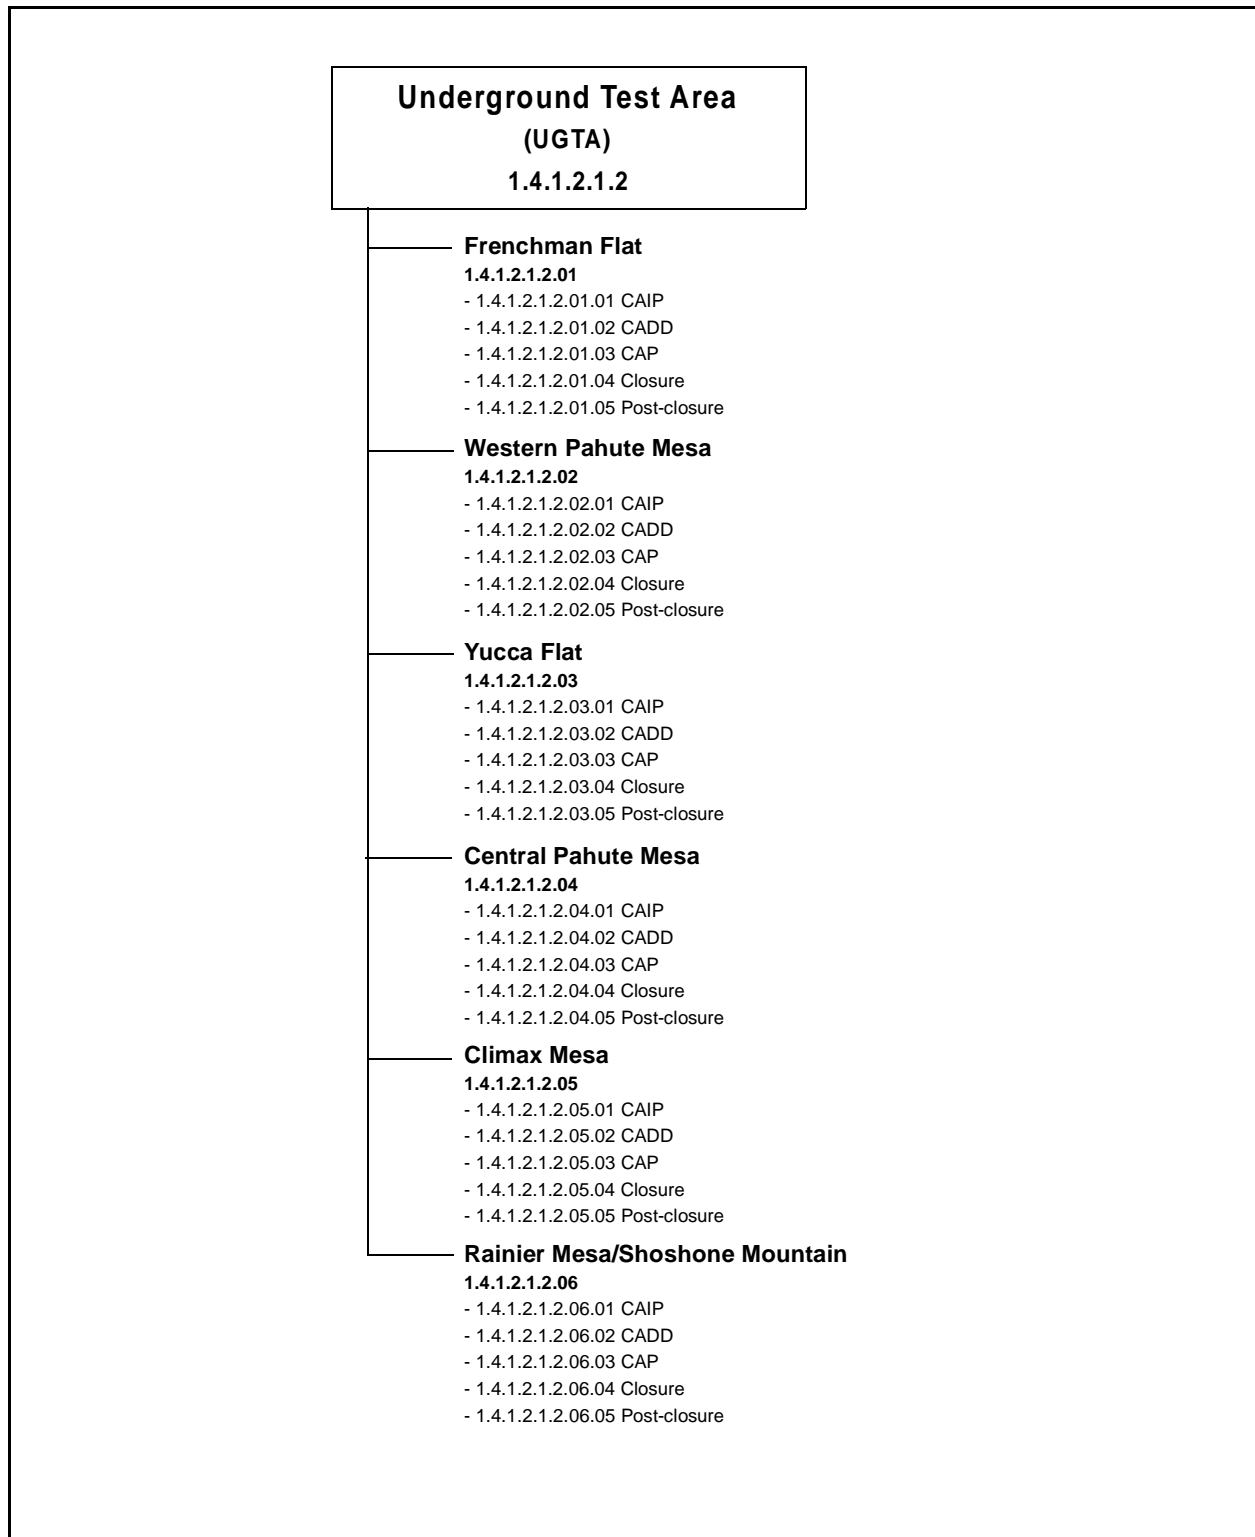 Underground Test Area
(UGTA)
1.4.1.2.1.2
Frenchman Flat
1.4.1.2.1.2.01
- 1.4.1.2.1.2.01.01 CAIP
- 1.4.1.2.1.2.01.02 CADD
- 1.4.1.2.1.2.01.03 CAP
- 1.4.1.2.1.2.01.04 Closure
- 1.4.1.2.1.2.01.05 Post-closure
Western Pahute Mesa
1.4.1.2.1.2.02
- 1.4.1.2.1.2.02.01 CAIP
- 1.4.1.2.1.2.02.02 CADD
- 1.4.1.2.1.2.02.03 CAP
- 1.4.1.2.1.2.02.04 Closure
- 1.4.1.2.1.2.02.05 Post-closure
Yucca Flat
1.4.1.2.1.2.03
- 1.4.1.2.1.2.03.01 CAIP
- 1.4.1.2.1.2.03.02 CADD
- 1.4.1.2.1.2.03.03 CAP
- 1.4.1.2.1.2.03.04 Closure
- 1.4.1.2.1.2.03.05 Post-closure
Central Pahute Mesa
1.4.1.2.1.2.04
- 1.4.1.2.1.2.04.01 CAIP
- 1.4.1.2.1.2.04.02 CADD
- 1.4.1.2.1.2.04.03 CAP
- 1.4.1.2.1.2.04.04 Closure
- 1.4.1.2.1.2.04.05 Post-closure
Climax Mesa
1.4.1.2.1.2.05
- 1.4.1.2.1.2.05.01 CAIP
- 1.4.1.2.1.2.05.02 CADD
- 1.4.1.2.1.2.05.03 CAP
- 1.4.1.2.1.2.05.04 Closure
- 1.4.1.2.1.2.05.05 Post-closure
Rainier Mesa/Shoshone Mountain
1.4.1.2.1.2.06
- 1.4.1.2.1.2.06.01 CAIP
- 1.4.1.2.1.2.06.02 CADD
- 1.4.1.2.1.2.06.03 CAP
- 1.4.1.2.1.2.06.04 Closure
- 1.4.1.2.1.2.06.05 Post-closure